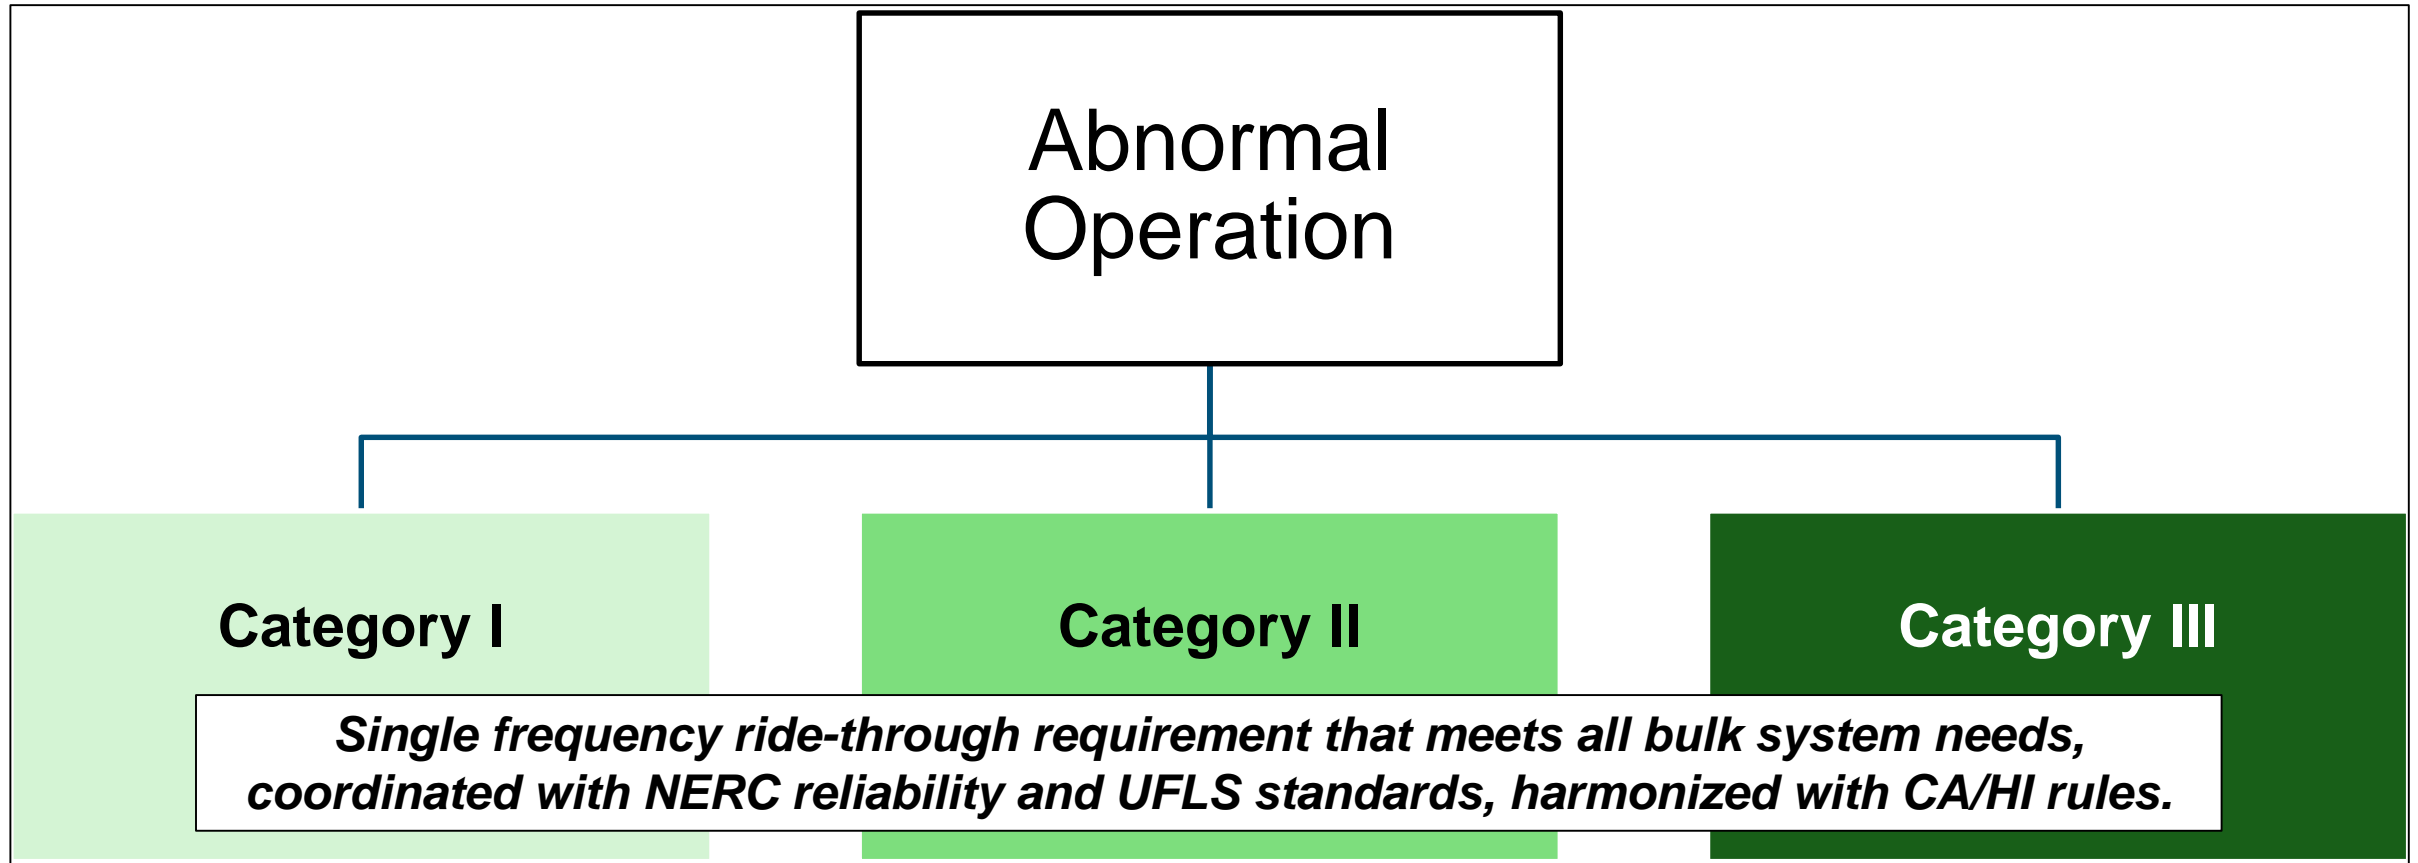 Abnormal
Operation
Category I
Category II
Category III
Single frequency ride-through requirement that meets all bulk system needs,
coordinated with NERC reliability and UFLS standards, harmonized with CA/HI rules.